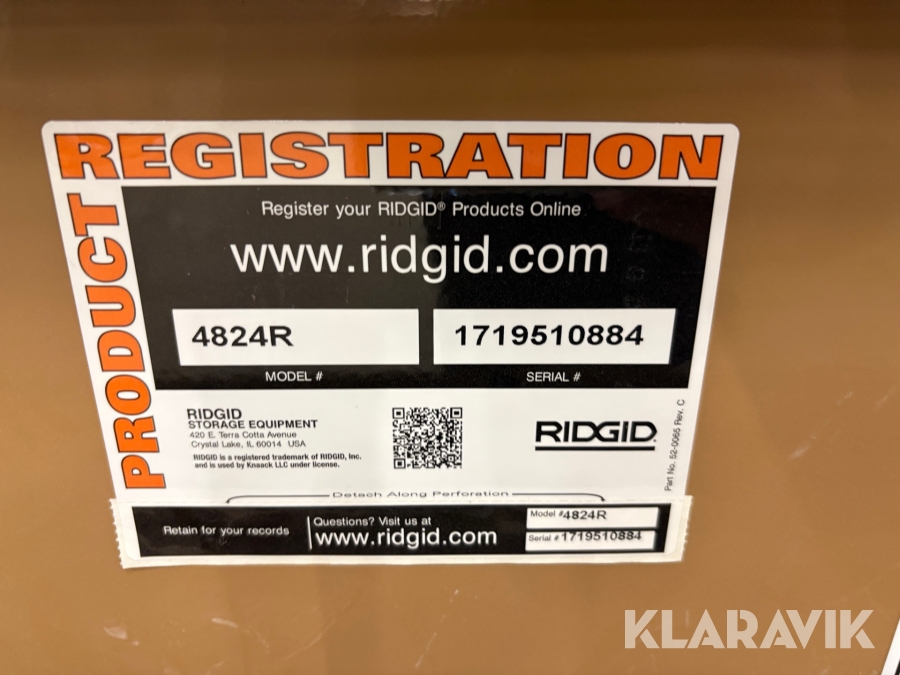 PRODUCT REGISTRATION
Register your RIDGID® Products Online
www.ridgid.com
4824R
MODEL #
1719510884
SERIAL #
RIDGID
STORAGE EQUIPMENT
420 E. Terra Cotta Avenue
Crystal Lake, IL 60014 USA
RIDGID is a registered trademark of RIDGID, Inc.
and is used by Knaack LLC under license.
RIDGID
Part No. 52-0065 Rev. C
Detach Along Perforation
Retain for your records
Questions? Visit us at
www.ridgid.com
Model # 4824R
Serial # 1719510884
KLARAVIK